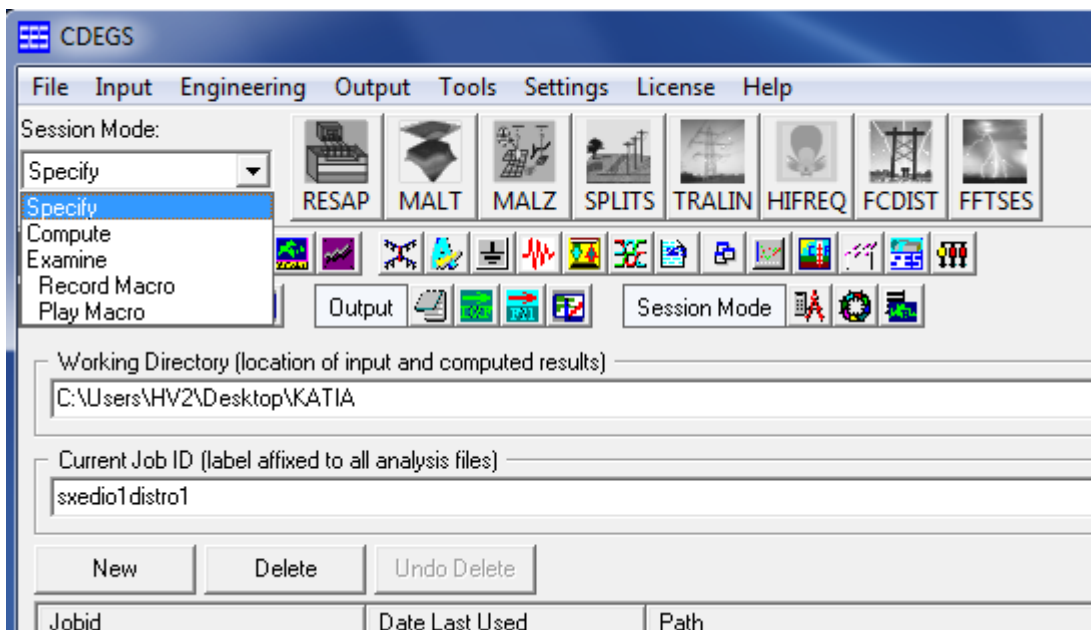 CDEGS
File Input Engineering Output Tools Settings License Help
Session Mode:
Specify
RESAP MALT MALZ SPLITS TRALIN HIFREQ FCDIST FFTSES
Specify
Compute
Examine
Record Macro
Play Macro
Output
Session Mode
Working Directory (location of input and computed results)
C:\Users\HV2\Desktop\KATIA
Current Job ID (label affixed to all analysis files)
sxedio1distro1
New Delete Undo Delete
Jobid Date Last Used Path